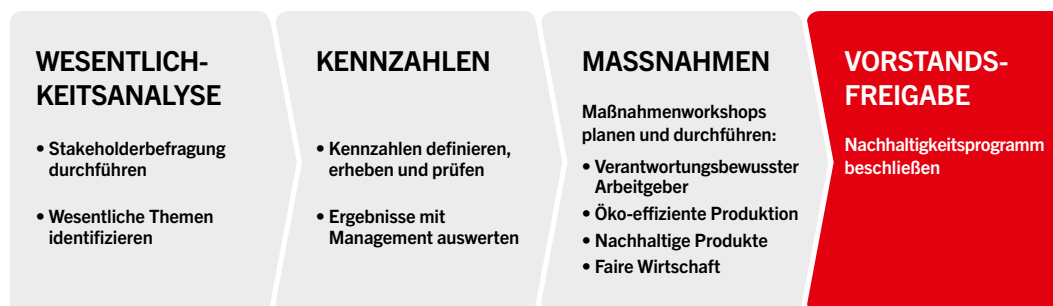 WESENTLICH-
KEITSANALYSE
• Stakeholderbefragung
durchführen
• Wesentliche Themen
identifizieren
KENNZAHLEN
• Kennzahlen definieren,
erheben und prüfen
• Ergebnisse mit
Management auswerten
MASSNAHMEN
Maßnahmenworkshops
planen und durchführen:
• Verantwortungsbewusster
Arbeitgeber
• Öko-effiziente Produktion
• Nachhaltige Produkte
• Faire Wirtschaft
VORSTANDS-
FREIGABE
Nachhaltigkeitsprogramm
beschließen